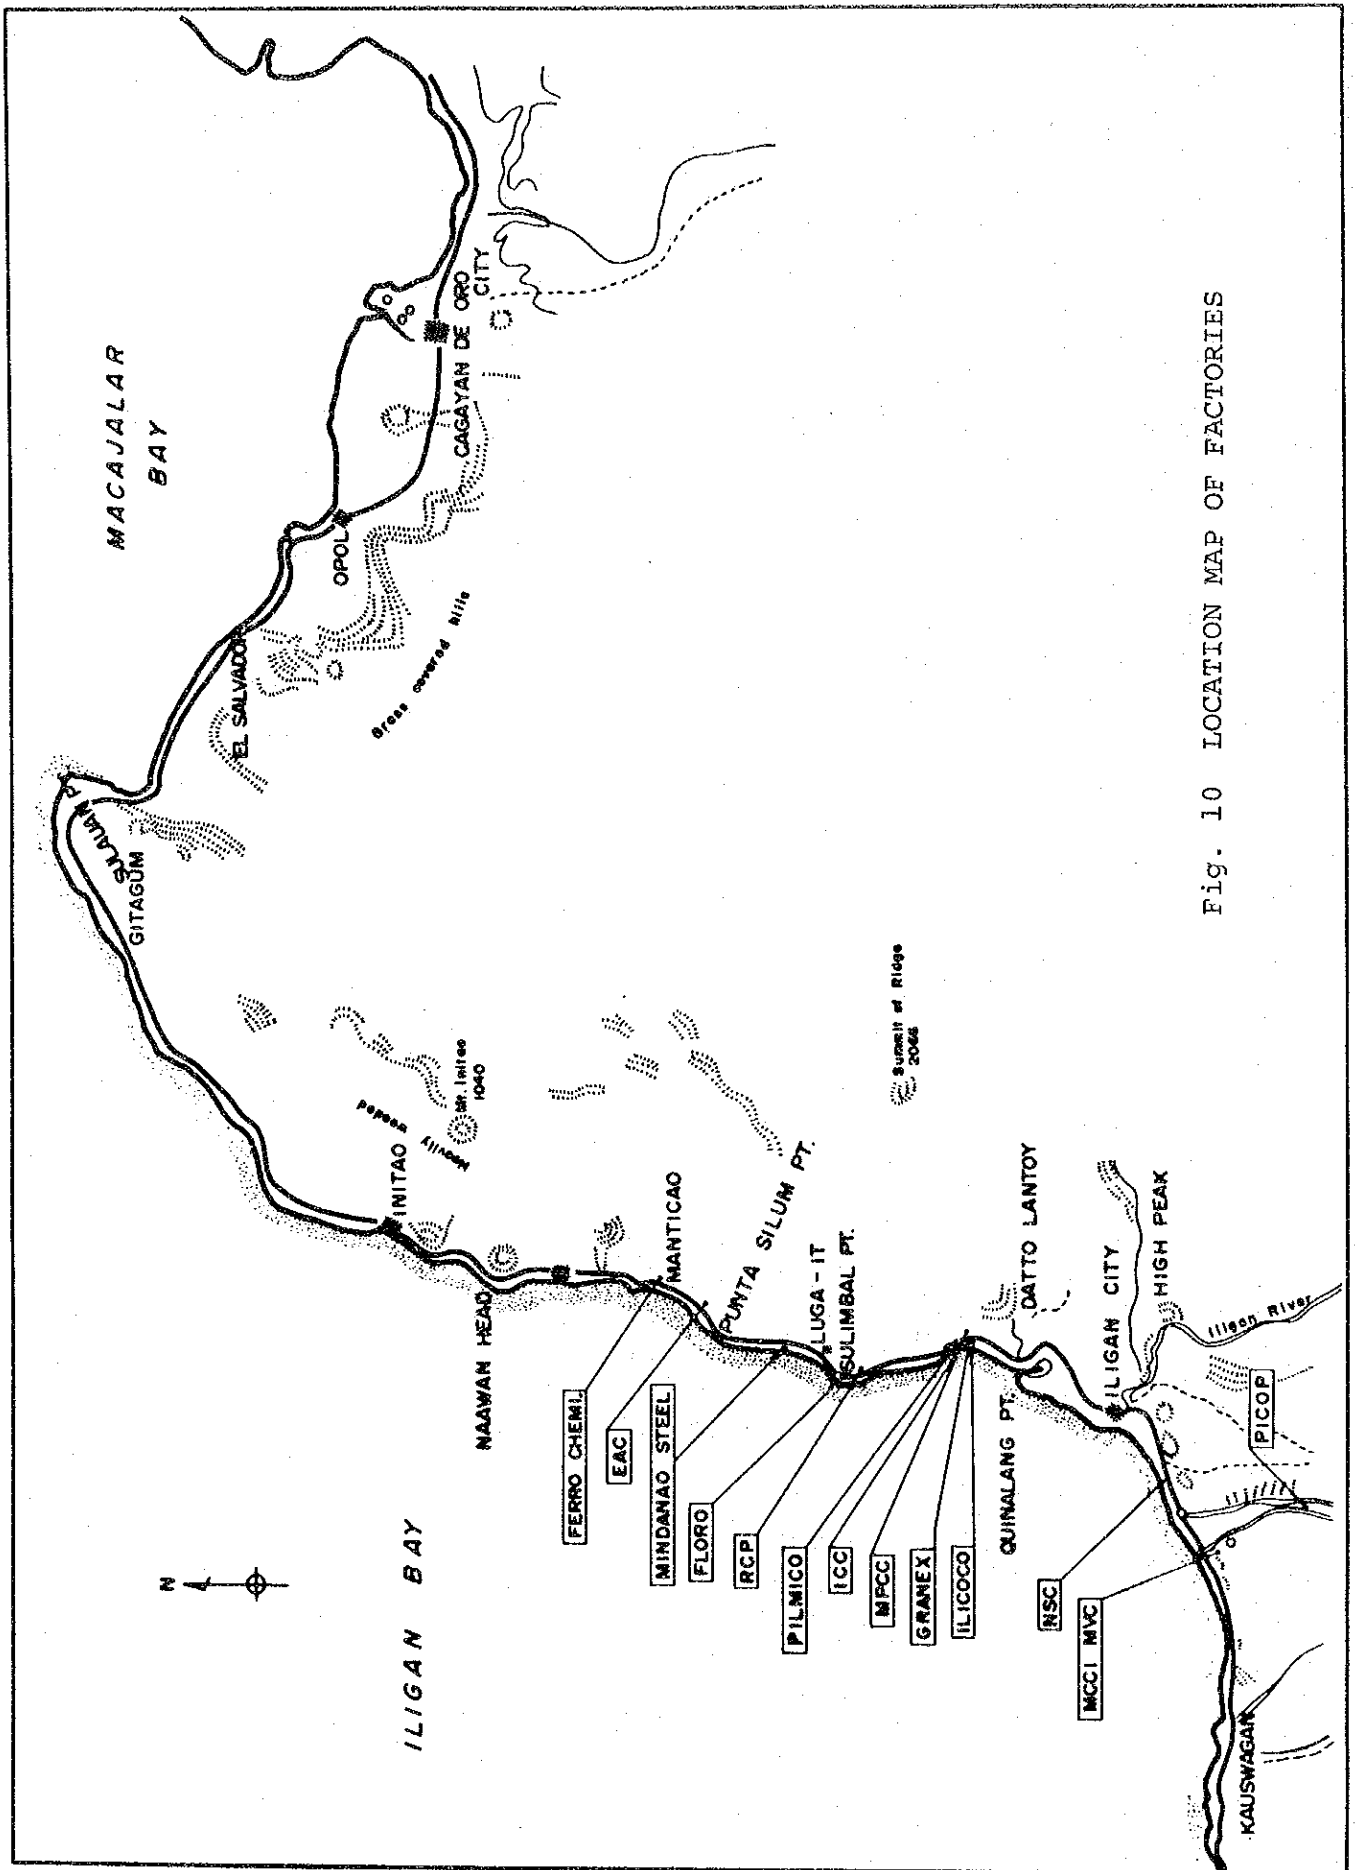 MACAJALAR
BAY
ILIGAN BAY
N
SULAUAN PT.
GITAGUM
EL SALVADOR
OPOL
CAGAYAN DE ORO
CITY
Grass covered hills
INITAO
Heavily wooded
Mt. Initao
1040
NAAWAN HEAD
MANTICAO
PUNTA SILUM PT.
LUGA-IT
SULIMBAL PT.
Summit of Ridge
2066
DATTO LANTOY
QUINALANG PT.
ILIGAN CITY
HIGH PEAK
Iligan River
KAUSWAGAN
FERRO CHEMI.
EAC
MINDANAO STEEL
FLORO
RCP
PILMICO
ICC
MPCC
GRANEX
ILICOCO
NSC
MCCI MVC
PICOP
Fig. 10 LOCATION MAP OF FACTORIES